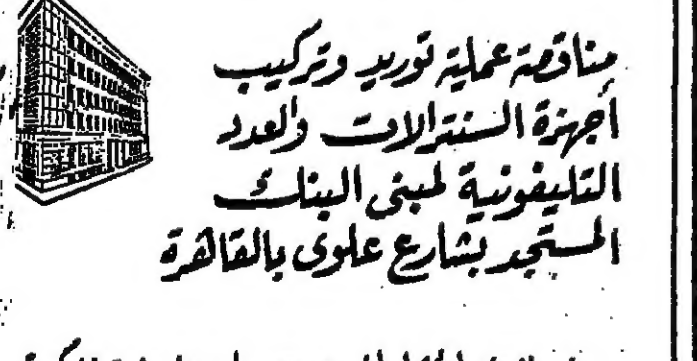 مناقصة عملية توريد وتركيب
أجهزة السنترالات والعدد
التليفونية لمبنى البنك
المستجد بشارع علوى بالقاهرة